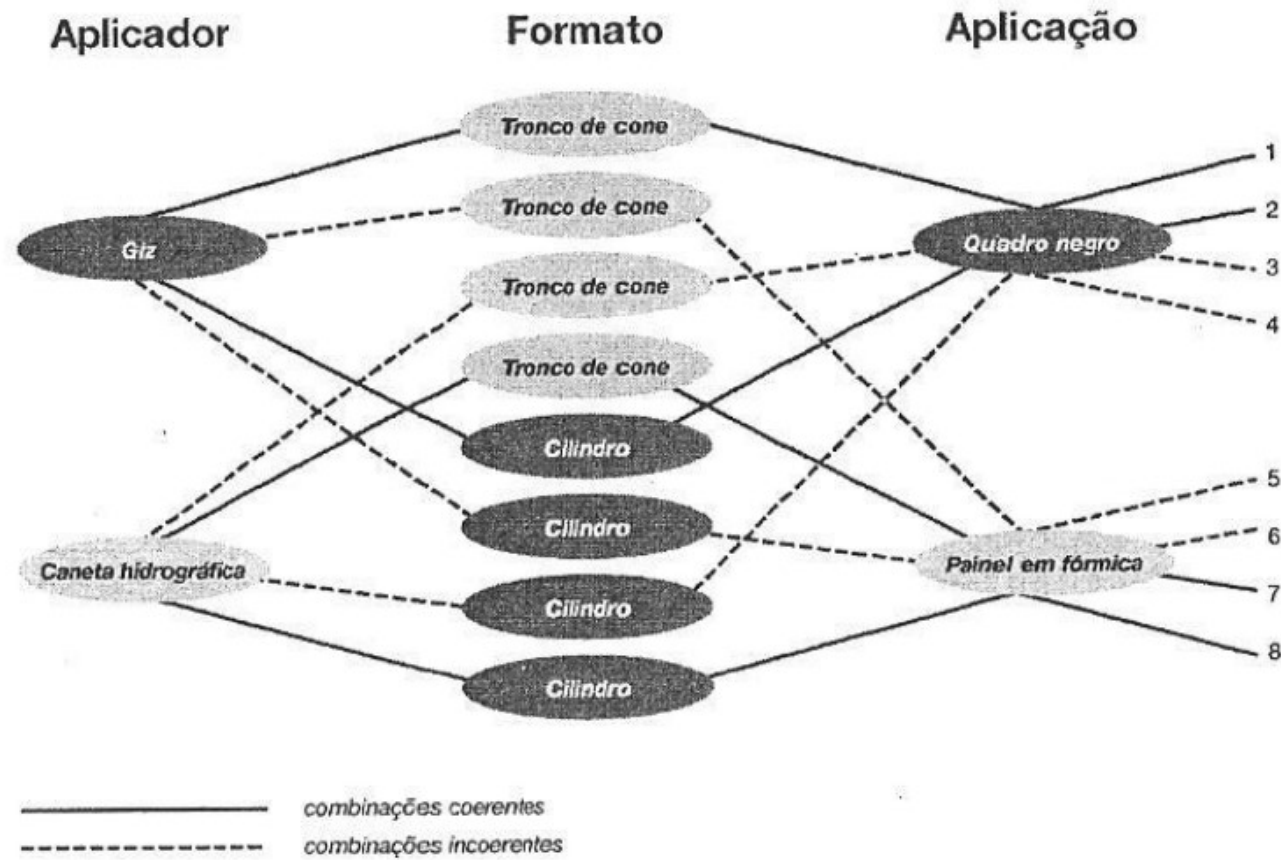 Aplicador Formato Aplicação
Tronco de cone
1
Tronco de cone
2
Giz
Quadro negro
3
Tronco de cone
4
Tronco de cone
Cilindro
5
Cilindro
6
Caneta hidrográfica
Painel em fórmica
7
Cilindro
8
Cilindro
combinações coerentes
combinações incoerentes